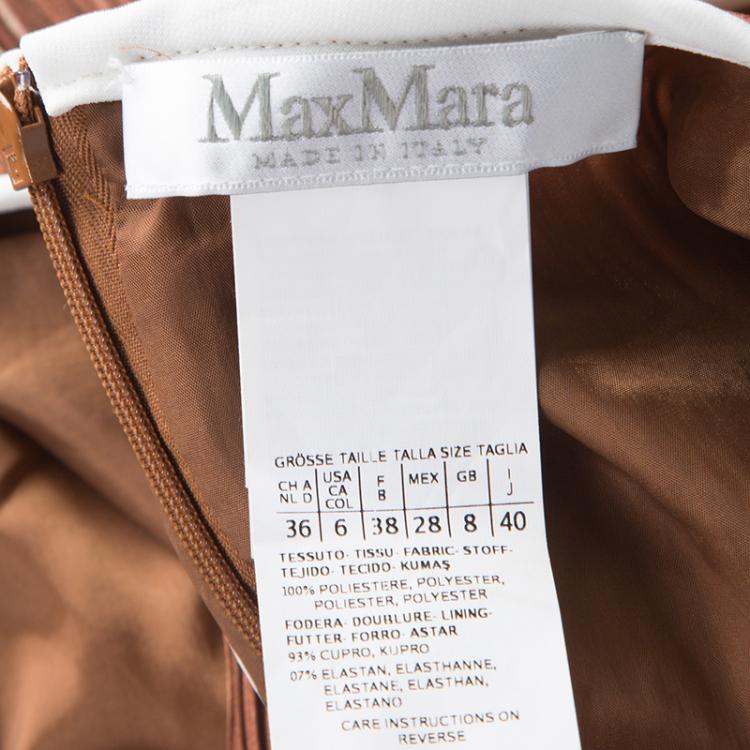 MaxMara
MADE IN ITALY
GRÖSSE TAILLE TALLA SIZE TAGLIA
CH A NL D | USA CA COL | F B | MEX | GB | I J
36 | 6 | 38 | 28 | 8 | 40
TESSUTO- TISSU- FABRIC- STOFF-
TEJIDO- TECIDO- KUMAŞ
100% POLIESTERE, POLYESTER,
POLIESTER, POLYESTER
FODERA- DOUBLURE- LINING-
FUTTER- FORRO- ASTAR
93% CUPRO, KUPRO
07% ELASTAN, ELASTHANNE,
ELASTANE, ELASTHAN,
ELASTANO
CARE INSTRUCTIONS ON
REVERSE